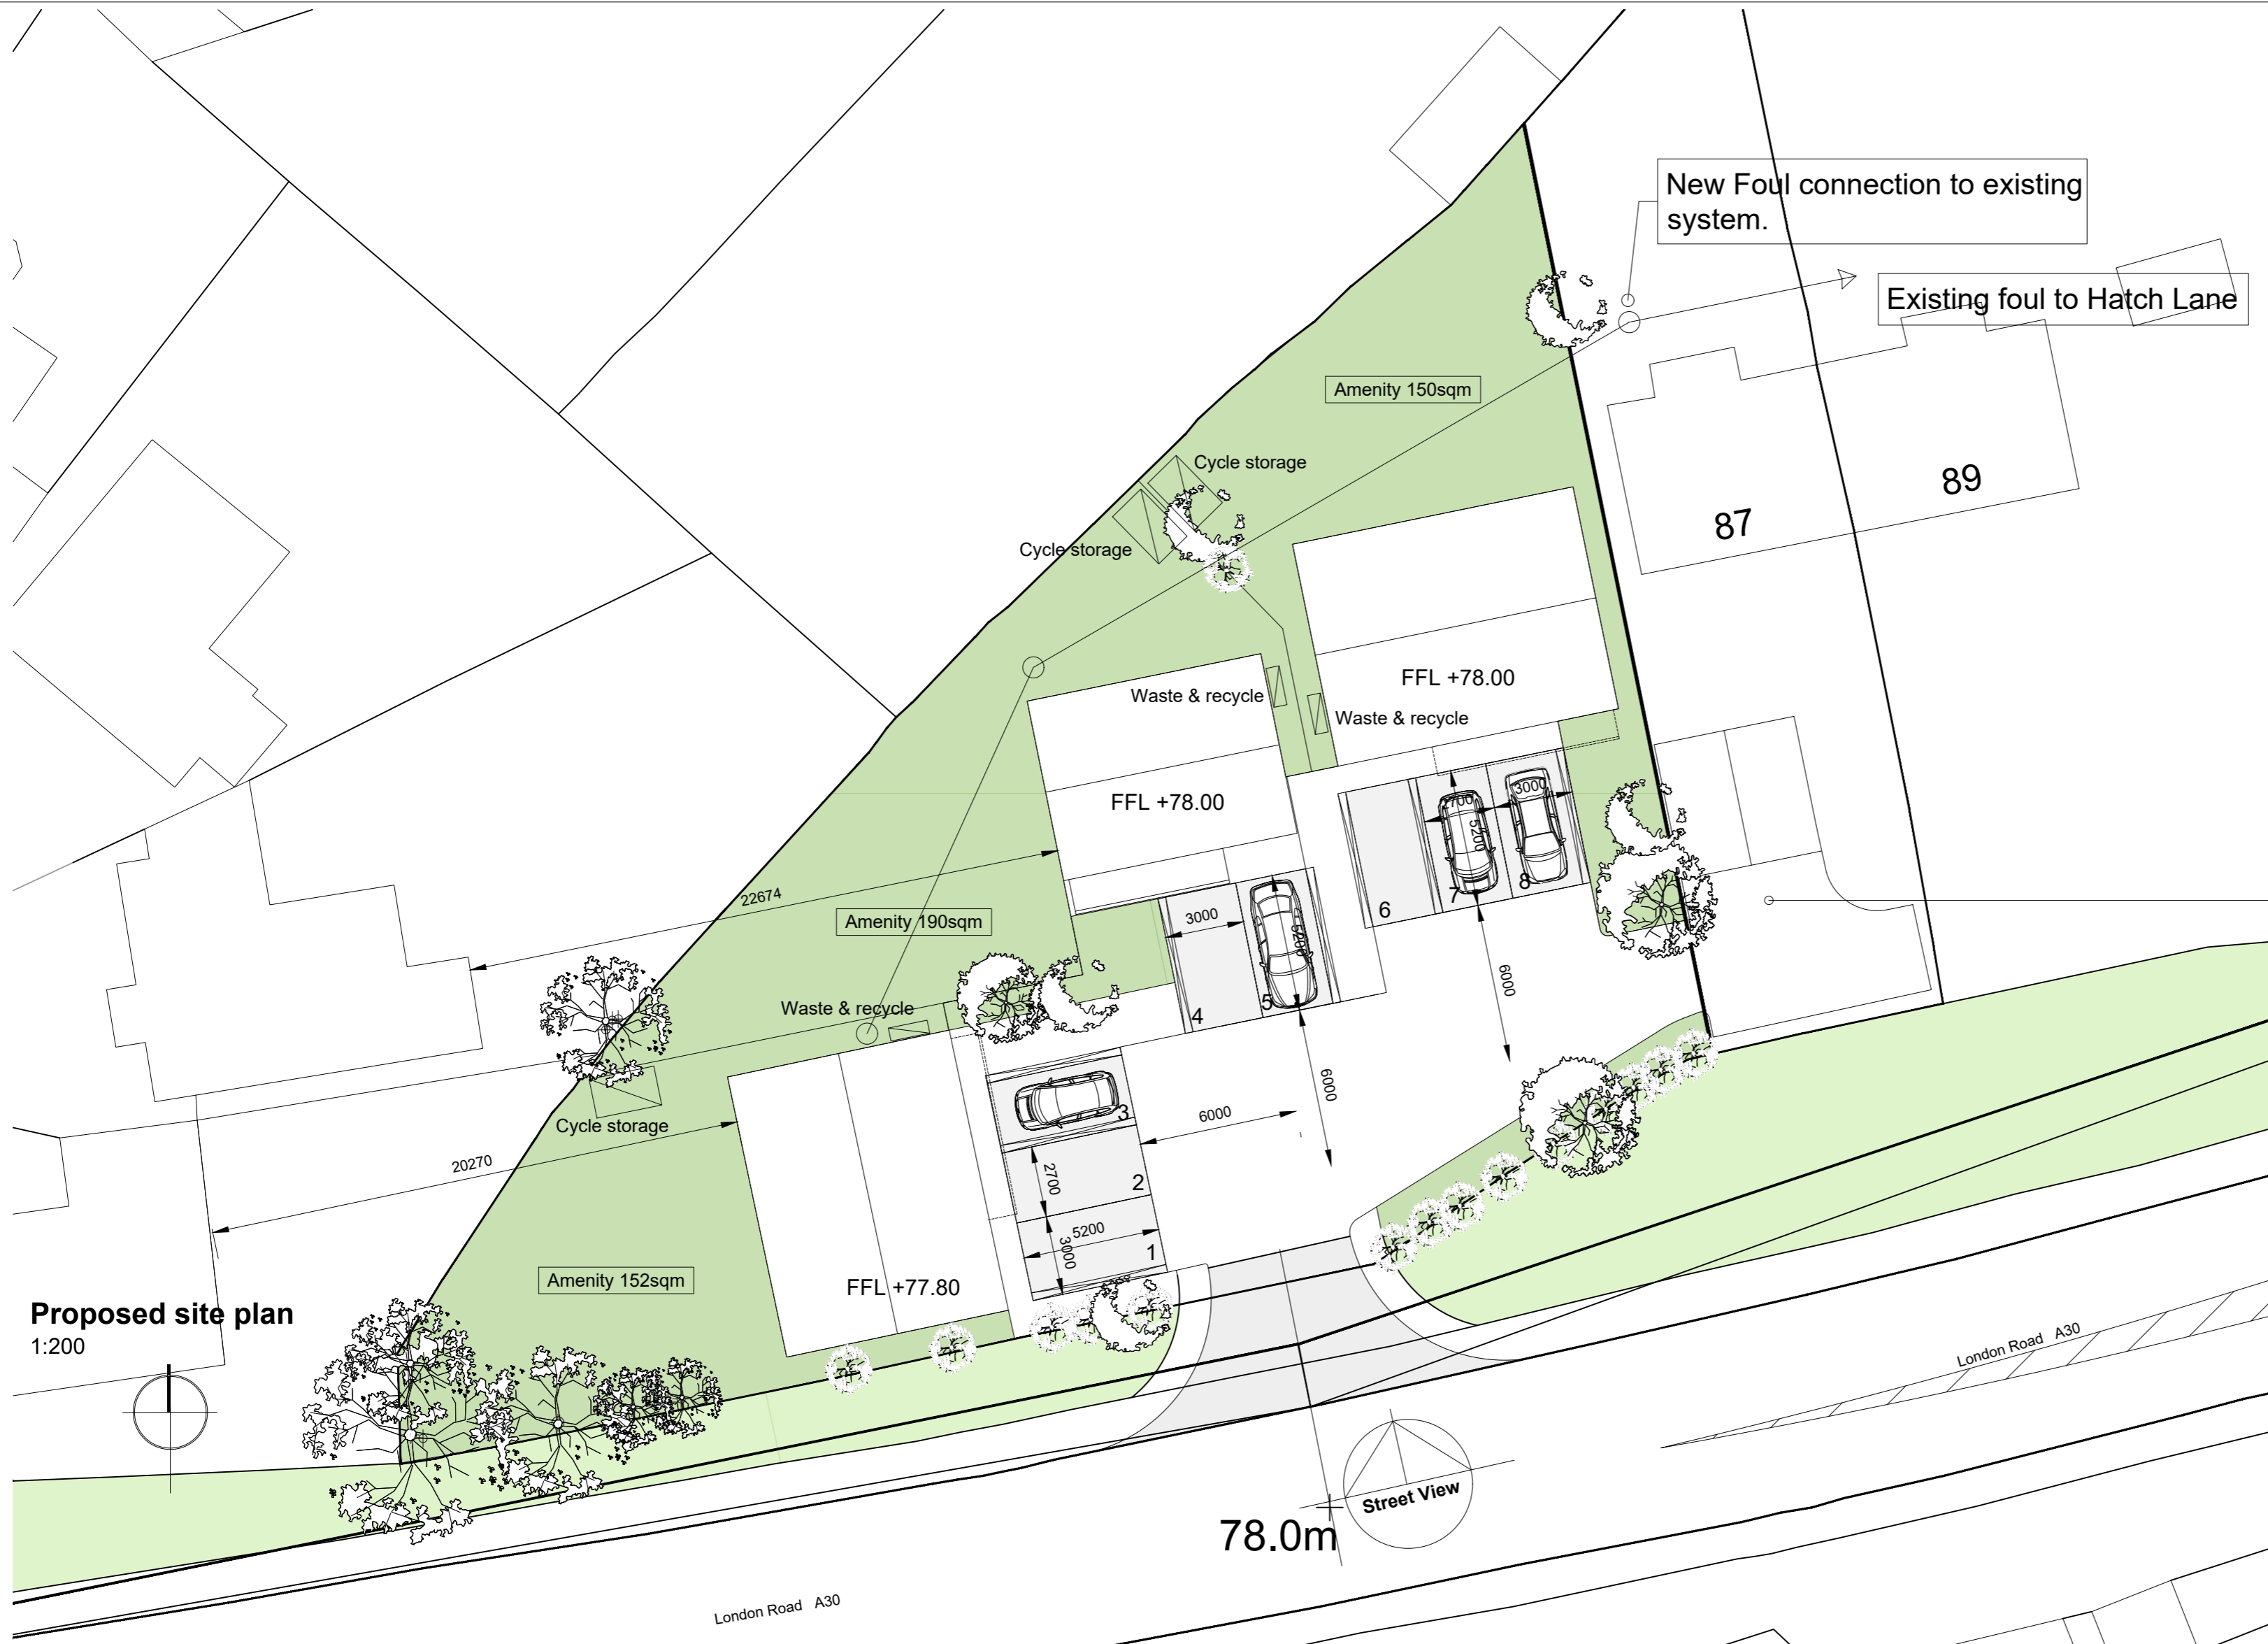 New Foul connection to existing
system.
Existing foul to Hatch Lane
Amenity 150sqm
Cycle storage
Cycle storage
89
87
FFL +78.00
Waste & recycle
Waste & recycle
FFL +78.00
2700
3000
5200
22674
Amenity 190sqm
3000
5200
6
7
8
4
5
6000
Waste & recycle
6000
3
6000
Cycle storage
20270
2700
2
5200
3000
1
Amenity 152sqm
FFL +77.80
Proposed site plan
1:200
London Road A30
Street View
78.0m
London Road A30